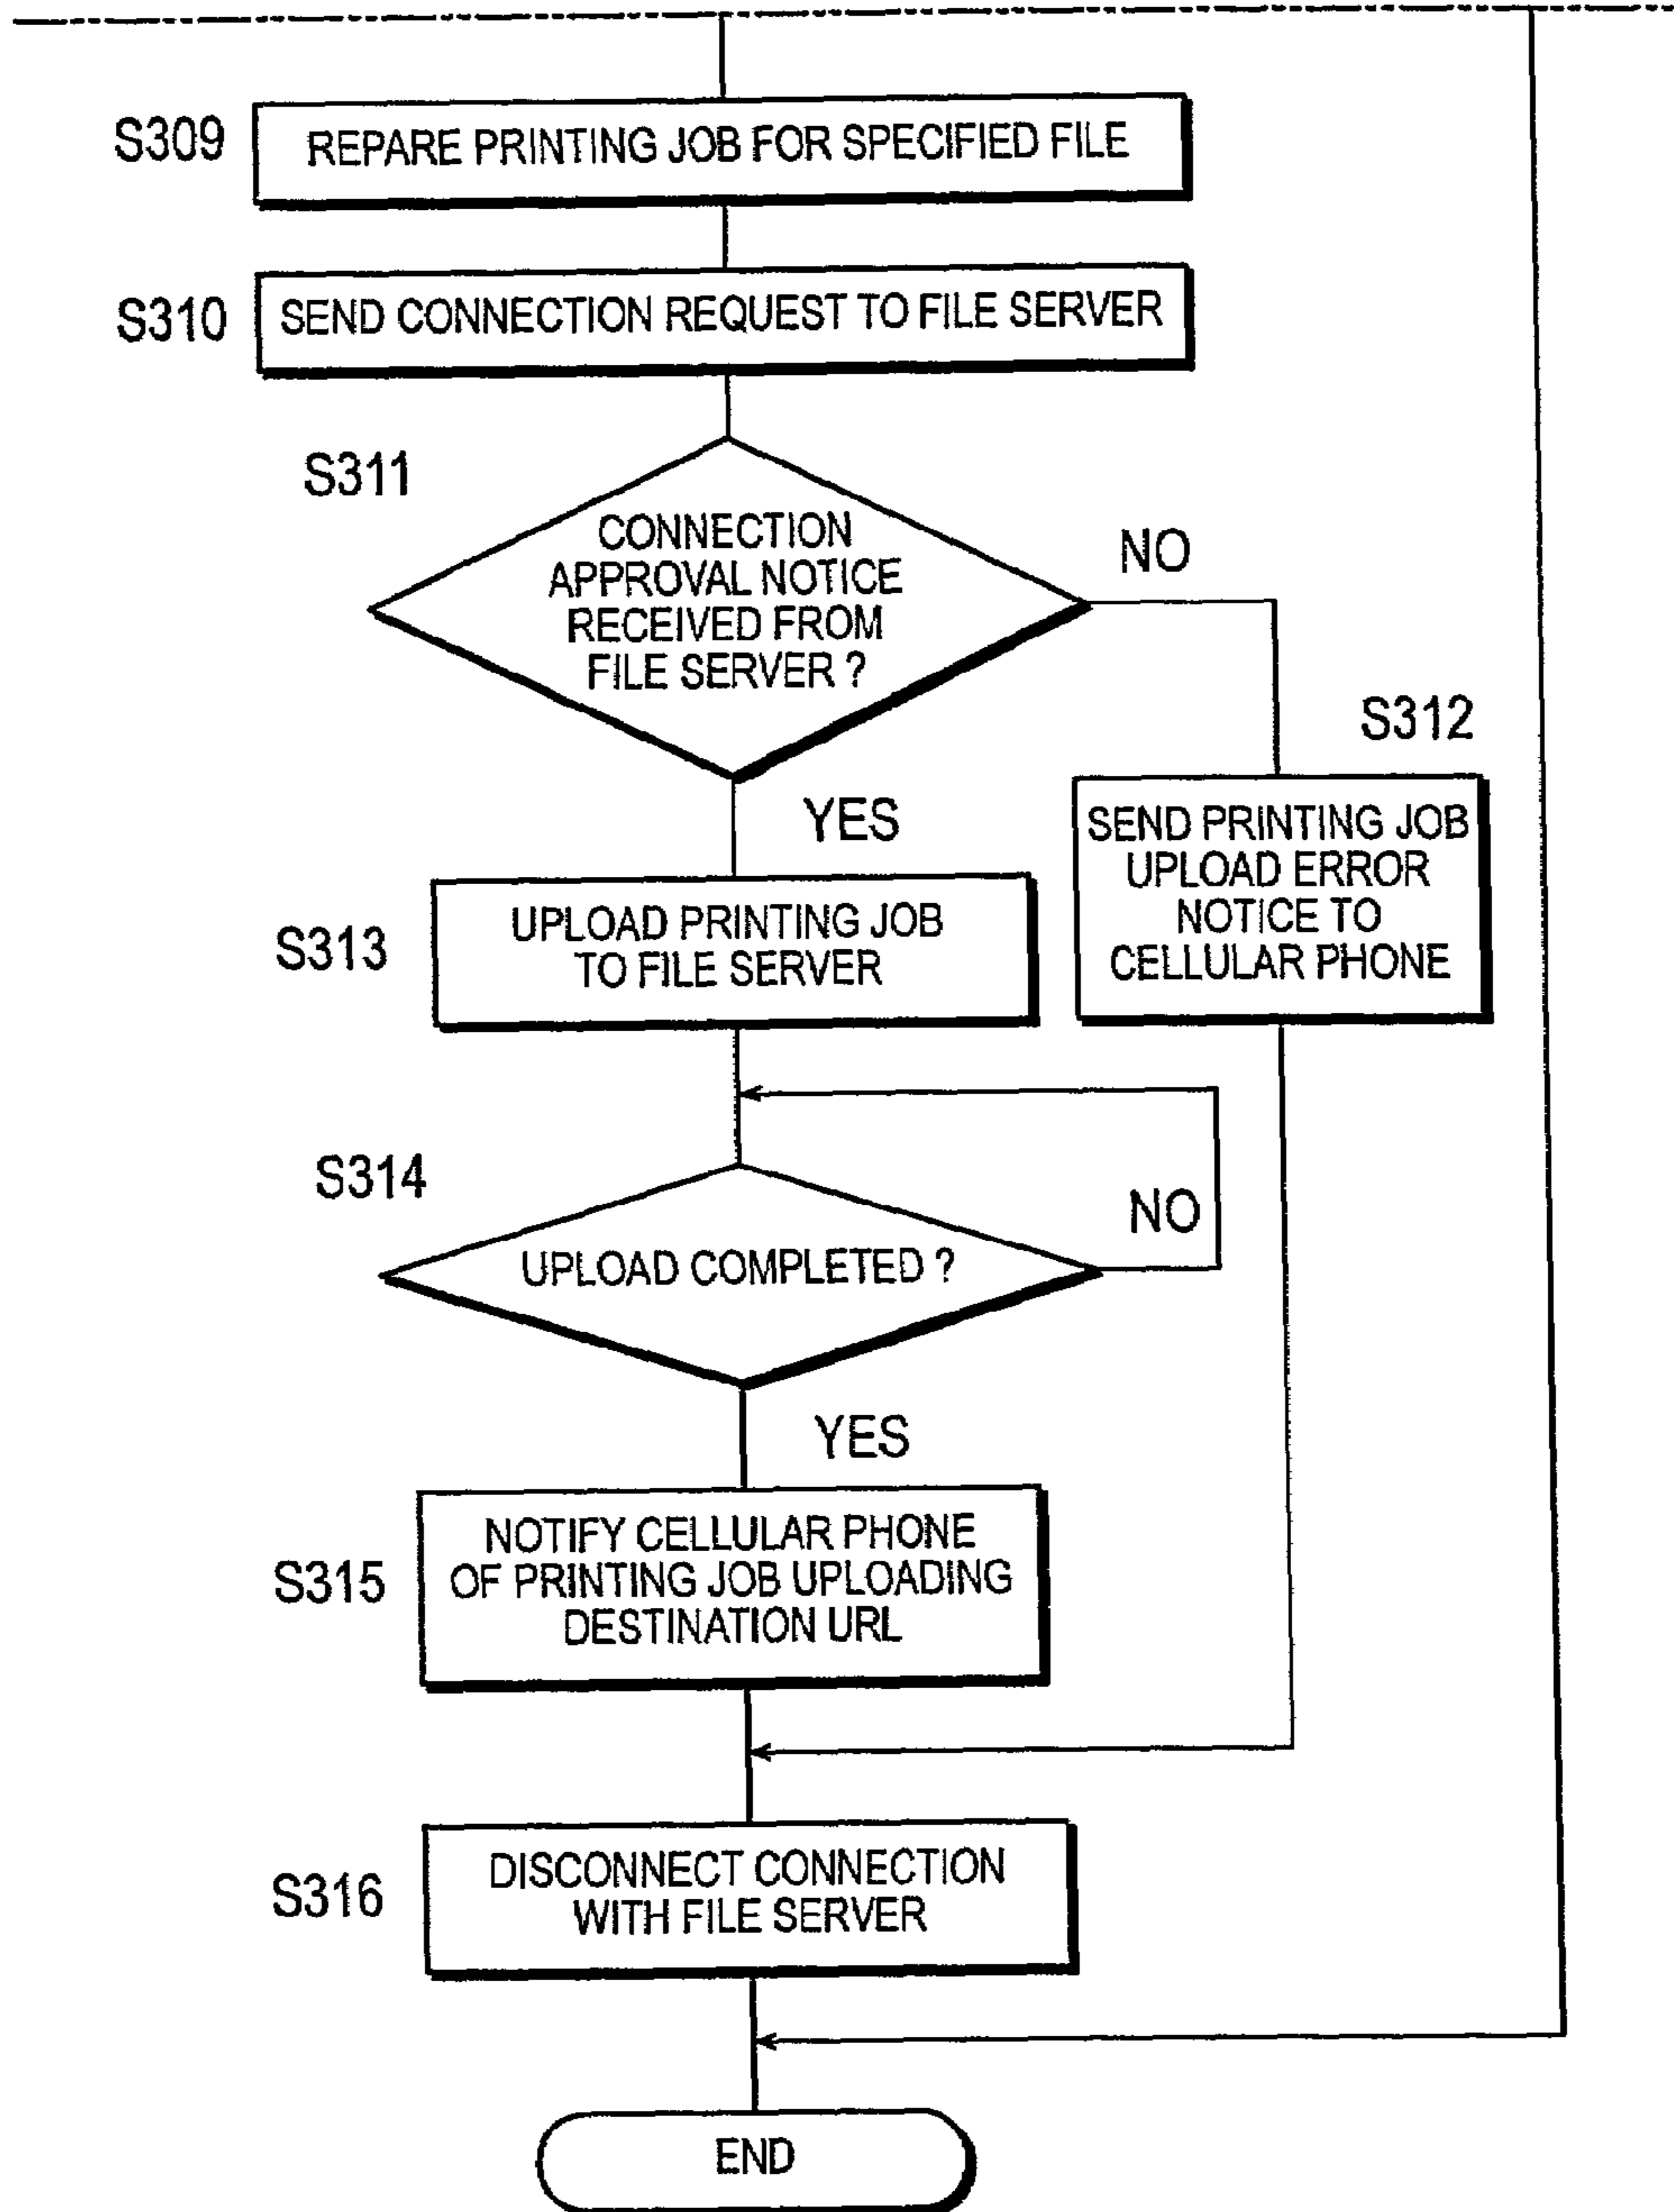 S309
REPARE PRINTING JOB FOR SPECIFIED FILE
S310
SEND CONNECTION REQUEST TO FILE SERVER
S311
CONNECTION
APPROVAL NOTICE
RECEIVED FROM
FILE SERVER ?
NO
YES
S312
SEND PRINTING JOB
UPLOAD ERROR
NOTICE TO
CELLULAR PHONE
S313
UPLOAD PRINTING JOB
TO FILE SERVER
S314
UPLOAD COMPLETED ?
NO
YES
S315
NOTIFY CELLULAR PHONE
OF PRINTING JOB UPLOADING
DESTINATION URL
S316
DISCONNECT CONNECTION
WITH FILE SERVER
END